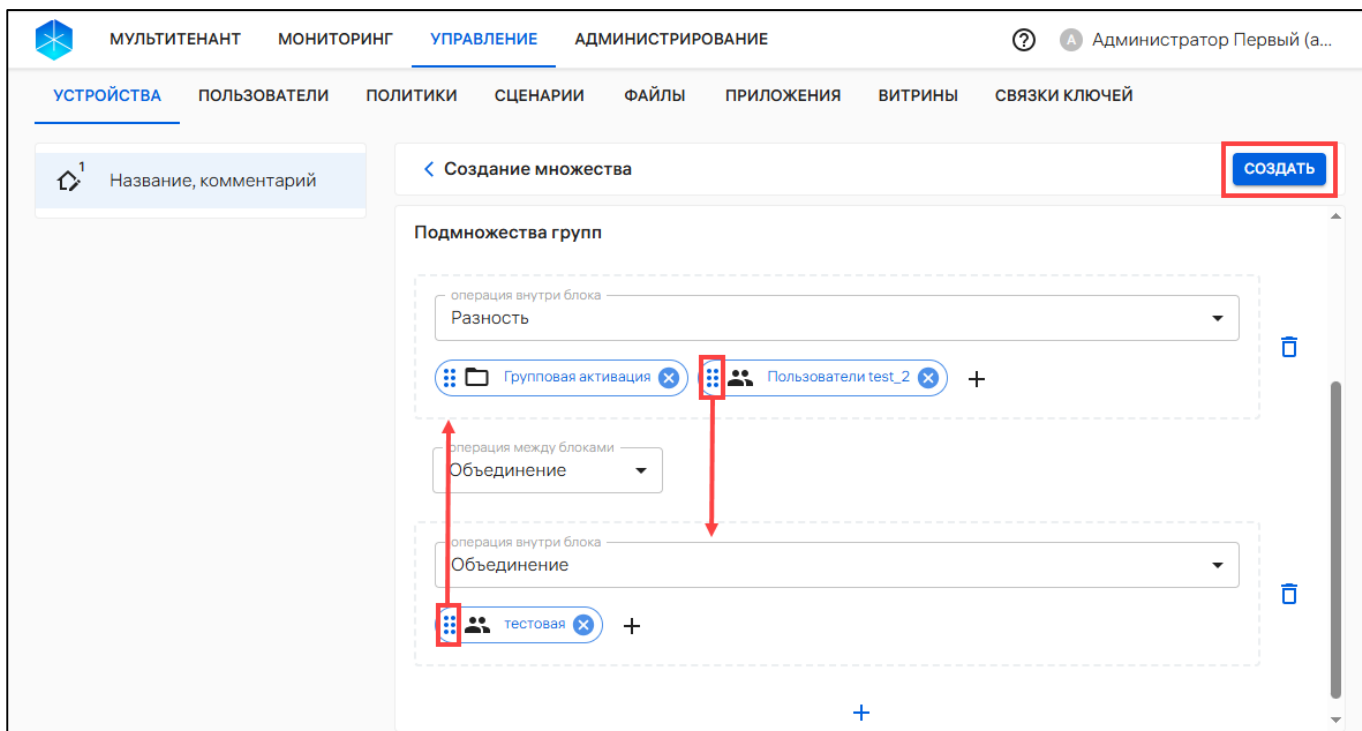 МУЛЬТИТЕНАНТ МОНИТОРИНГ УПРАВЛЕНИЕ АДМИНИСТРИРОВАНИЕ ? А Администратор Первый (а...
УСТРОЙСТВА ПОЛЬЗОВАТЕЛИ ПОЛИТИКИ СЦЕНАРИИ ФАЙЛЫ ПРИЛОЖЕНИЯ ВИТРИНЫ СВЯЗКИ КЛЮЧЕЙ
1 Название, комментарий
Создание множества СОЗДАТЬ
Подмножества групп
операция внутри блока
Разность
Групповая активация Пользователи test_2 +
операция между блоками
Объединение
операция внутри блока
Объединение
тестовая +
+